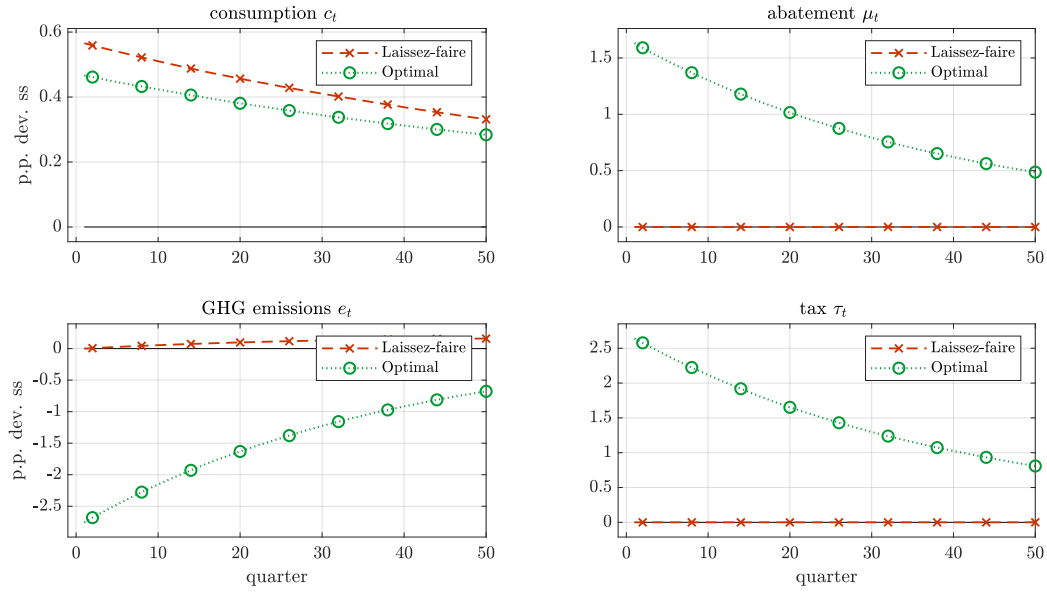 consumption c_t
0.6
0.4
0.2
0
p.p. dev. ss
0 10 20 30 40 50
Laissez-faire
Optimal
abatement μ_t
1.5
1
0.5
0
0 10 20 30 40 50
Laissez-faire
Optimal
GHG emissions e_t
0
-0.5
-1
-1.5
-2
-2.5
p.p. dev. ss
0 10 20 30 40 50
quarter
Laissez-faire
Optimal
tax τ_t
2.5
2
1.5
1
0.5
0
0 10 20 30 40 50
quarter
Laissez-faire
Optimal